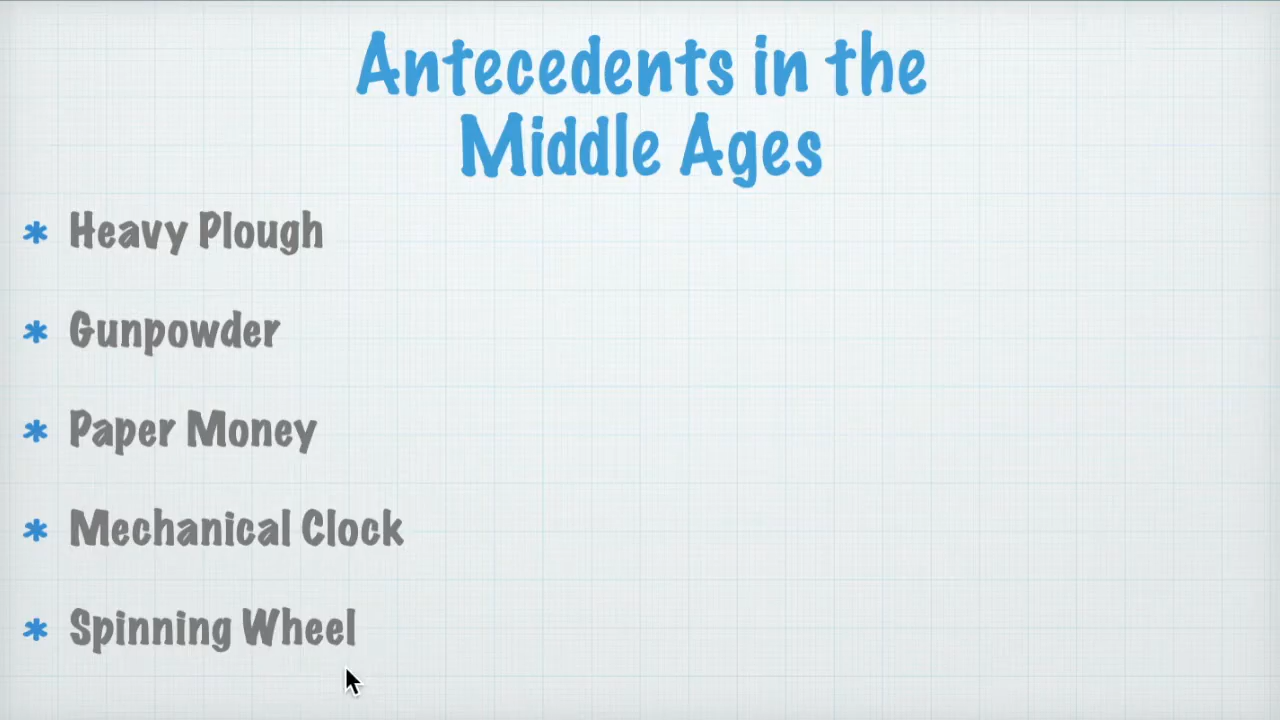 Antecedents in the
Middle Ages
* Heavy Plough
* Gunpowder
* Paper Money
* Mechanical Clock
* Spinning Wheel